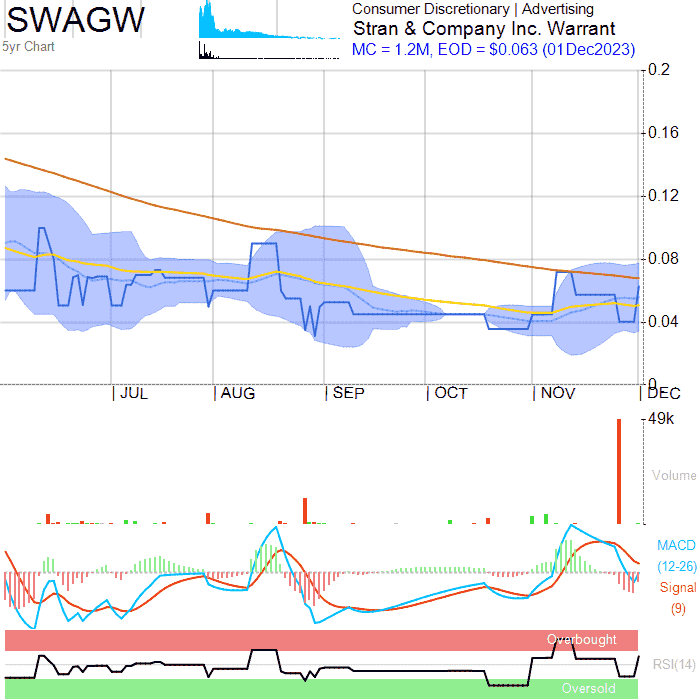 SWAGW
5yr Chart
Consumer Discretionary | Advertising
Stran & Company Inc. Warrant
MC = 1.2M, EOD = $0.063 (01Dec2023)
0.2
0.16
0.12
0.08
0.04
0
| JUL | AUG | SEP | OCT | NOV | DEC
49k
Volume
MACD
(12-26)
Signal
(9)
Overbought
RSI(14)
Oversold